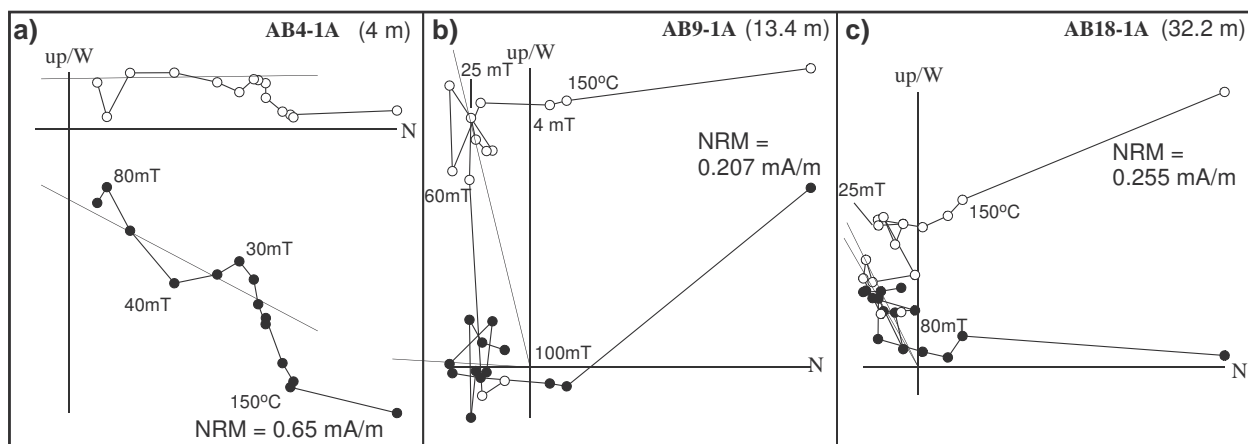 a) AB4-1A (4 m)
up/W
N
80mT
30mT
40mT
150ºC
NRM = 0.65 mA/m
b) AB9-1A (13.4 m)
up/W
25 mT
150ºC
4 mT
NRM =
0.207 mA/m
60mT
100mT
N
c) AB18-1A (32.2 m)
up/W
NRM =
0.255 mA/m
25mT
150ºC
80mT
N